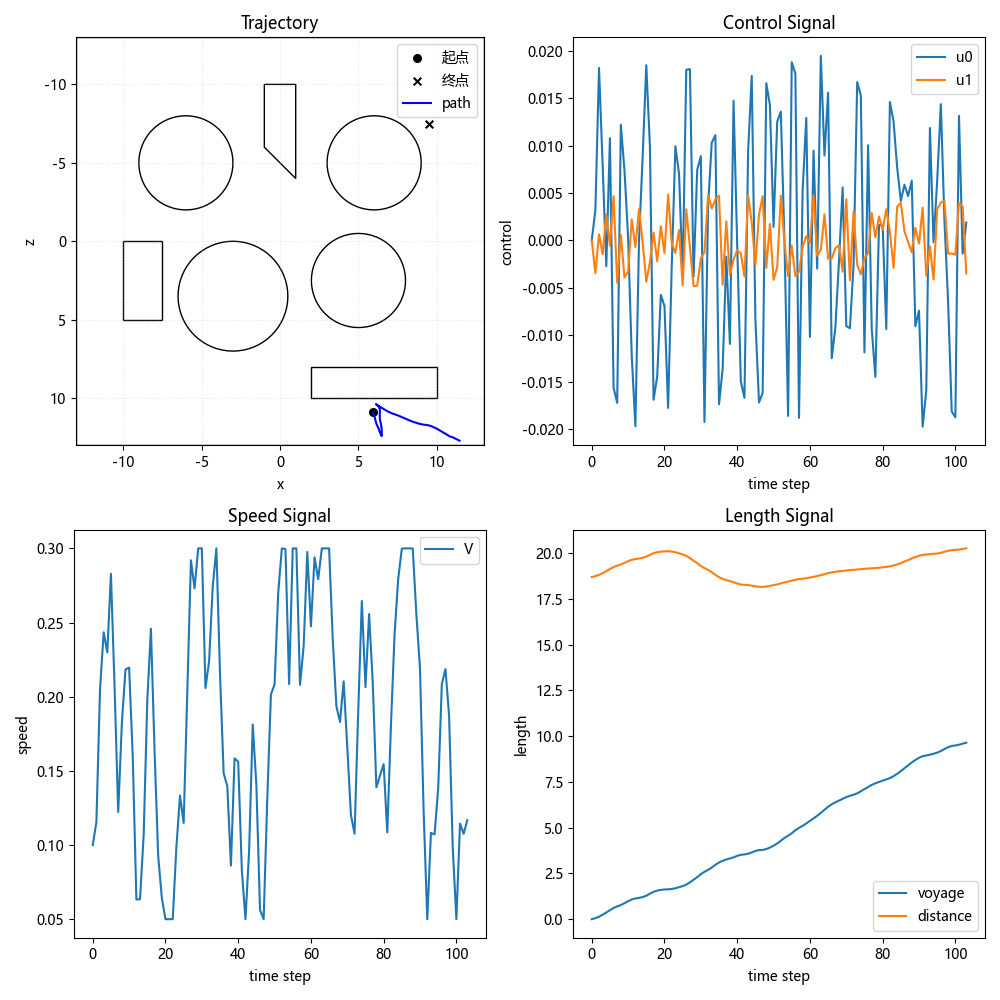 Trajectory
-10
-5
0
5
10
z
-10
-5
0
5
10
x
起点
终点
path
Control Signal
0.020
0.015
0.010
0.005
0.000
-0.005
-0.010
-0.015
-0.020
control
0
20
40
60
80
100
time step
u0
u1
Speed Signal
0.30
0.25
0.20
0.15
0.10
0.05
speed
0
20
40
60
80
100
time step
V
Length Signal
20.0
17.5
15.0
12.5
10.0
7.5
5.0
2.5
0.0
length
0
20
40
60
80
100
time step
voyage
distance